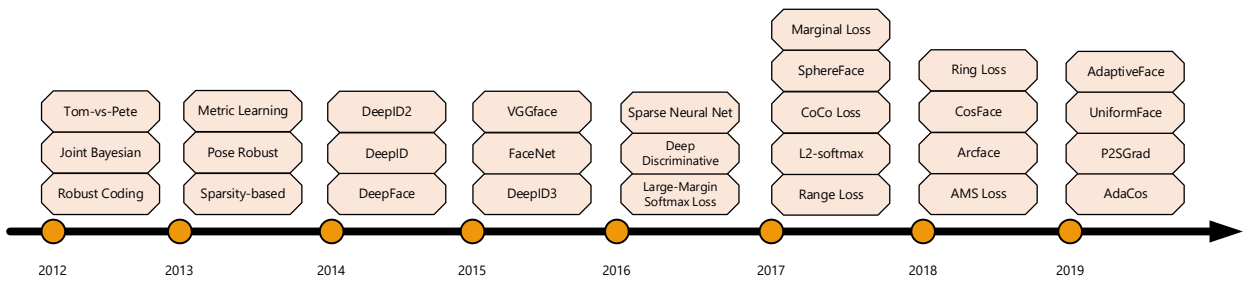 Tom-vs-Pete
Joint Bayesian
Robust Coding
Metric Learning
Pose Robust
Sparsity-based
DeepID2
DeepID
DeepFace
VGGface
FaceNet
DeepID3
Sparse Neural Net
Deep
Discriminative
Large-Margin
Softmax Loss
Marginal Loss
SphereFace
CoCo Loss
L2-softmax
Range Loss
Ring Loss
CosFace
Arcface
AMS Loss
AdaptiveFace
UniformFace
P2SGrad
AdaCos
2012
2013
2014
2015
2016
2017
2018
2019